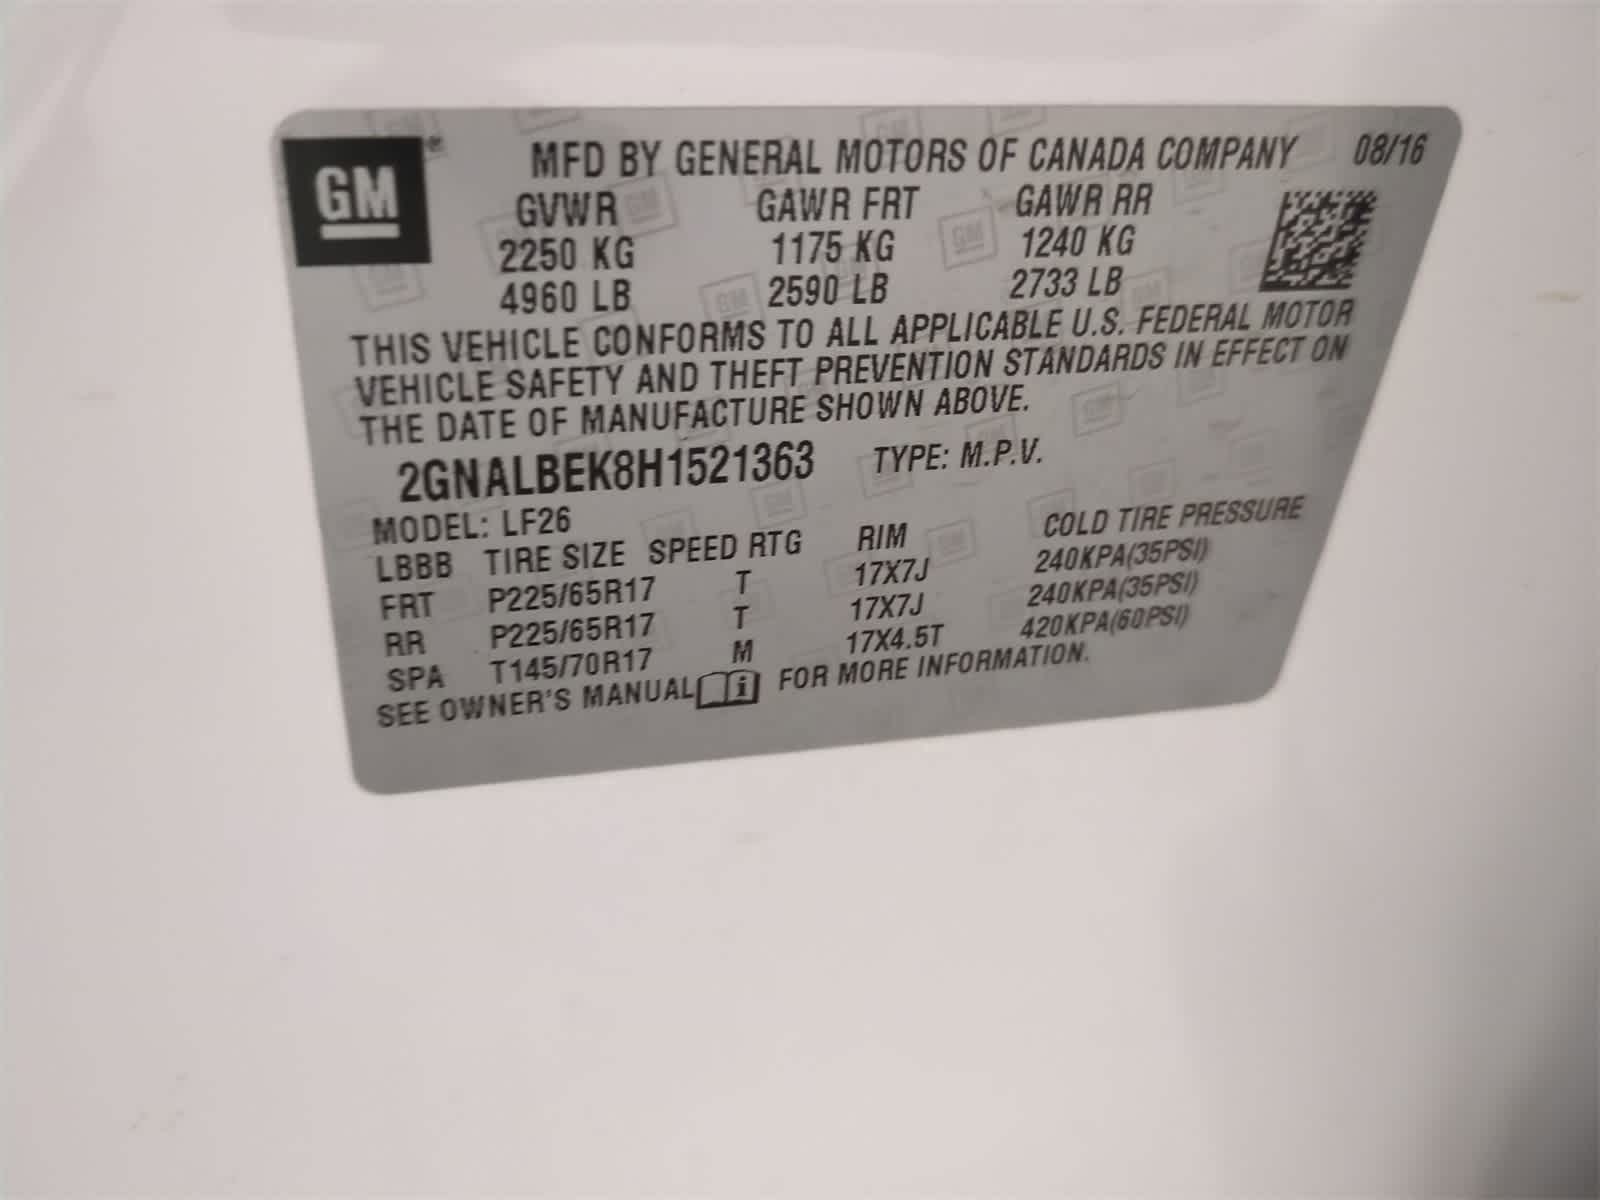 GM
MFD BY GENERAL MOTORS OF CANADA COMPANY 08/16
GVWR GAWR FRT GAWR RR
2250 KG 1175 KG 1240 KG
4960 LB 2590 LB 2733 LB
THIS VEHICLE CONFORMS TO ALL APPLICABLE U.S. FEDERAL MOTOR
VEHICLE SAFETY AND THEFT PREVENTION STANDARDS IN EFFECT ON
THE DATE OF MANUFACTURE SHOWN ABOVE.
2GNALBEK8H1521363 TYPE: M.P.V.
MODEL: LF26
LBBB TIRE SIZE SPEED RTG RIM COLD TIRE PRESSURE
FRT P225/65R17 T 17X7J 240KPA(35PSI)
RR P225/65R17 T 17X7J 240KPA(35PSI)
SPA T145/70R17 M 17X4.5T 420KPA(60PSI)
SEE OWNER'S MANUAL i FOR MORE INFORMATION.